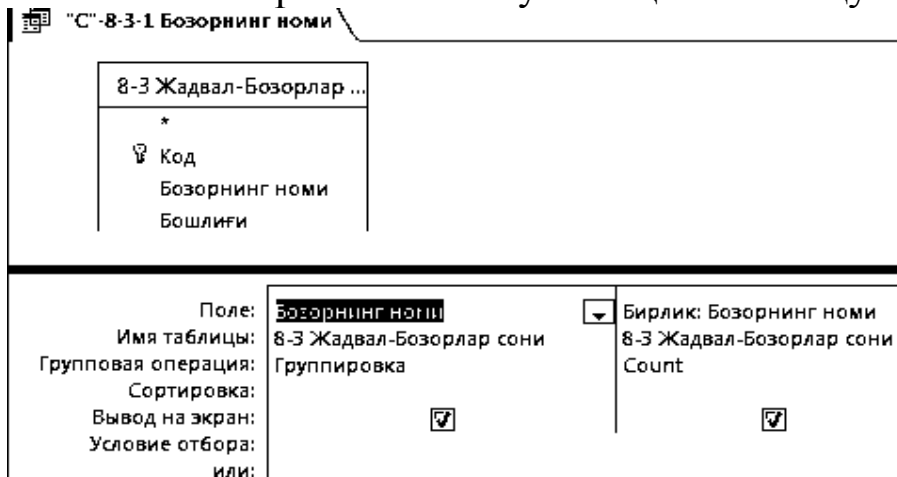 "С"-8-3-1 Бозорнинг номи
8-3 Жадвал-Бозорлар ...
*
Код
Бозорнинг номи
Бошлиғи
Поле: Бозорнинг номи Бирлик: Бозорнинг номи
Имя таблицы: 8-3 Жадвал-Бозорлар сони 8-3 Жадвал-Бозорлар сони
Групповая операция: Группировка Count
Сортировка:
Вывод на экран:
Условие отбора:
или: